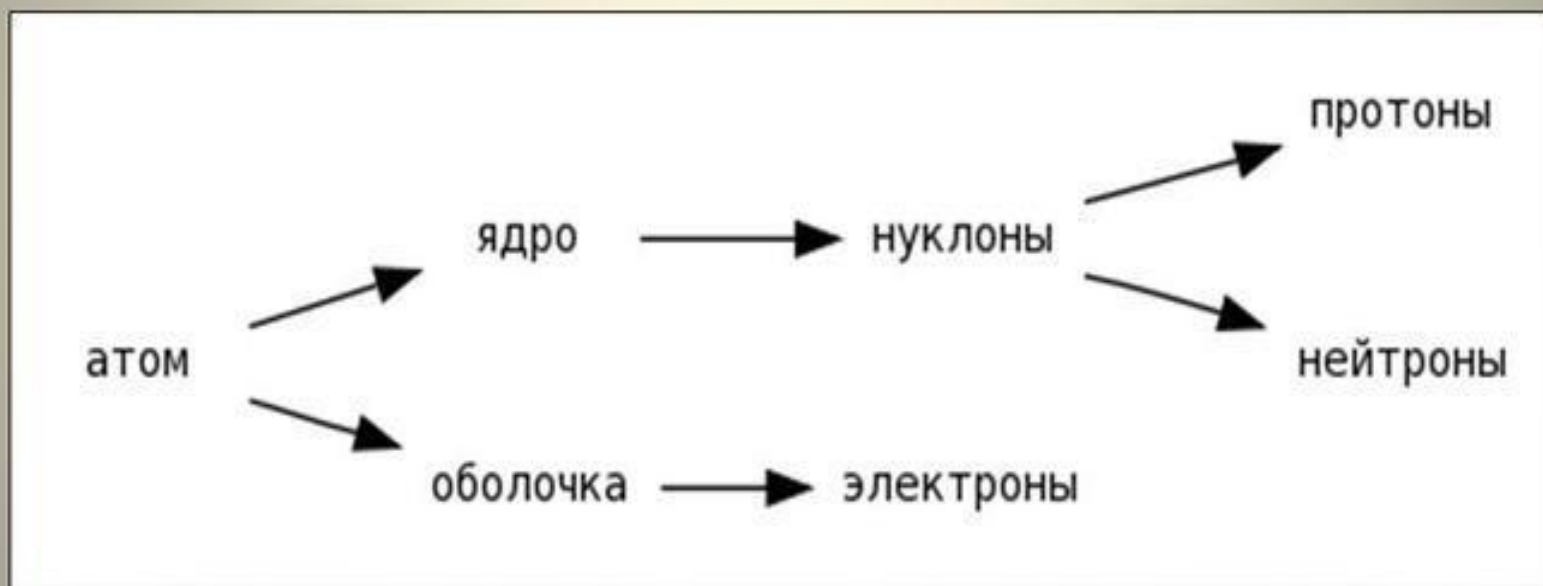 протоны
ядро
нуклоны
атом
нейтроны
оболочка
электроны